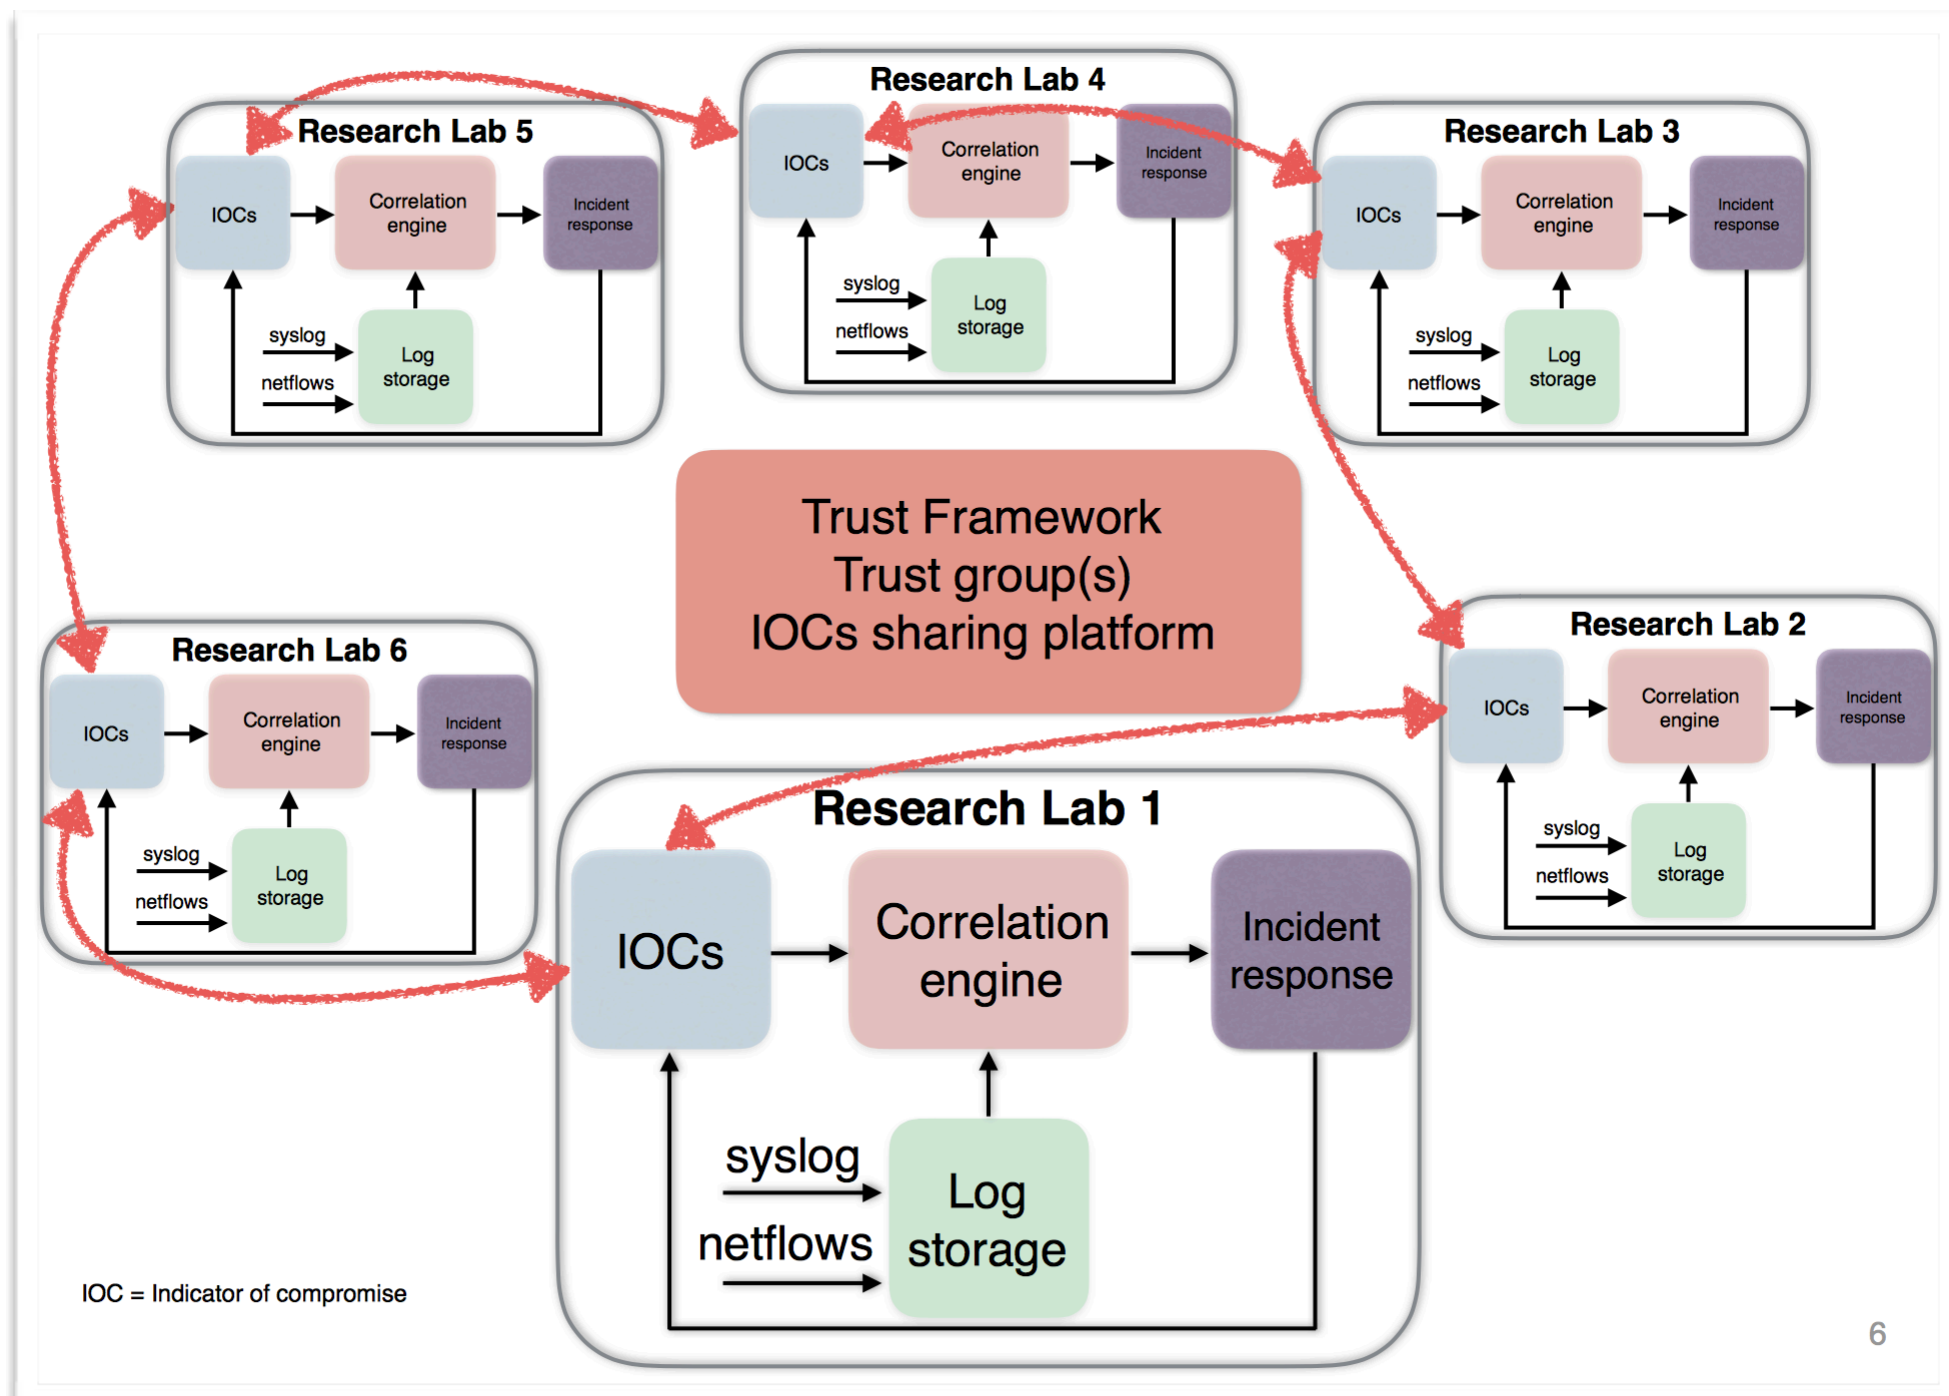 Research Lab 4
IOCs
Correlation
engine
Incident
response
syslog
netflows
Log
storage
Research Lab 5
IOCs
Correlation
engine
Incident
response
syslog
netflows
Log
storage
Research Lab 3
IOCs
Correlation
engine
Incident
response
syslog
netflows
Log
storage
Trust Framework
Trust group(s)
IOCs sharing platform
Research Lab 6
IOCs
Correlation
engine
Incident
response
syslog
netflows
Log
storage
Research Lab 2
IOCs
Correlation
engine
Incident
response
syslog
netflows
Log
storage
Research Lab 1
IOCs
Correlation
engine
Incident
response
syslog
netflows
Log
storage
IOC = Indicator of compromise
6